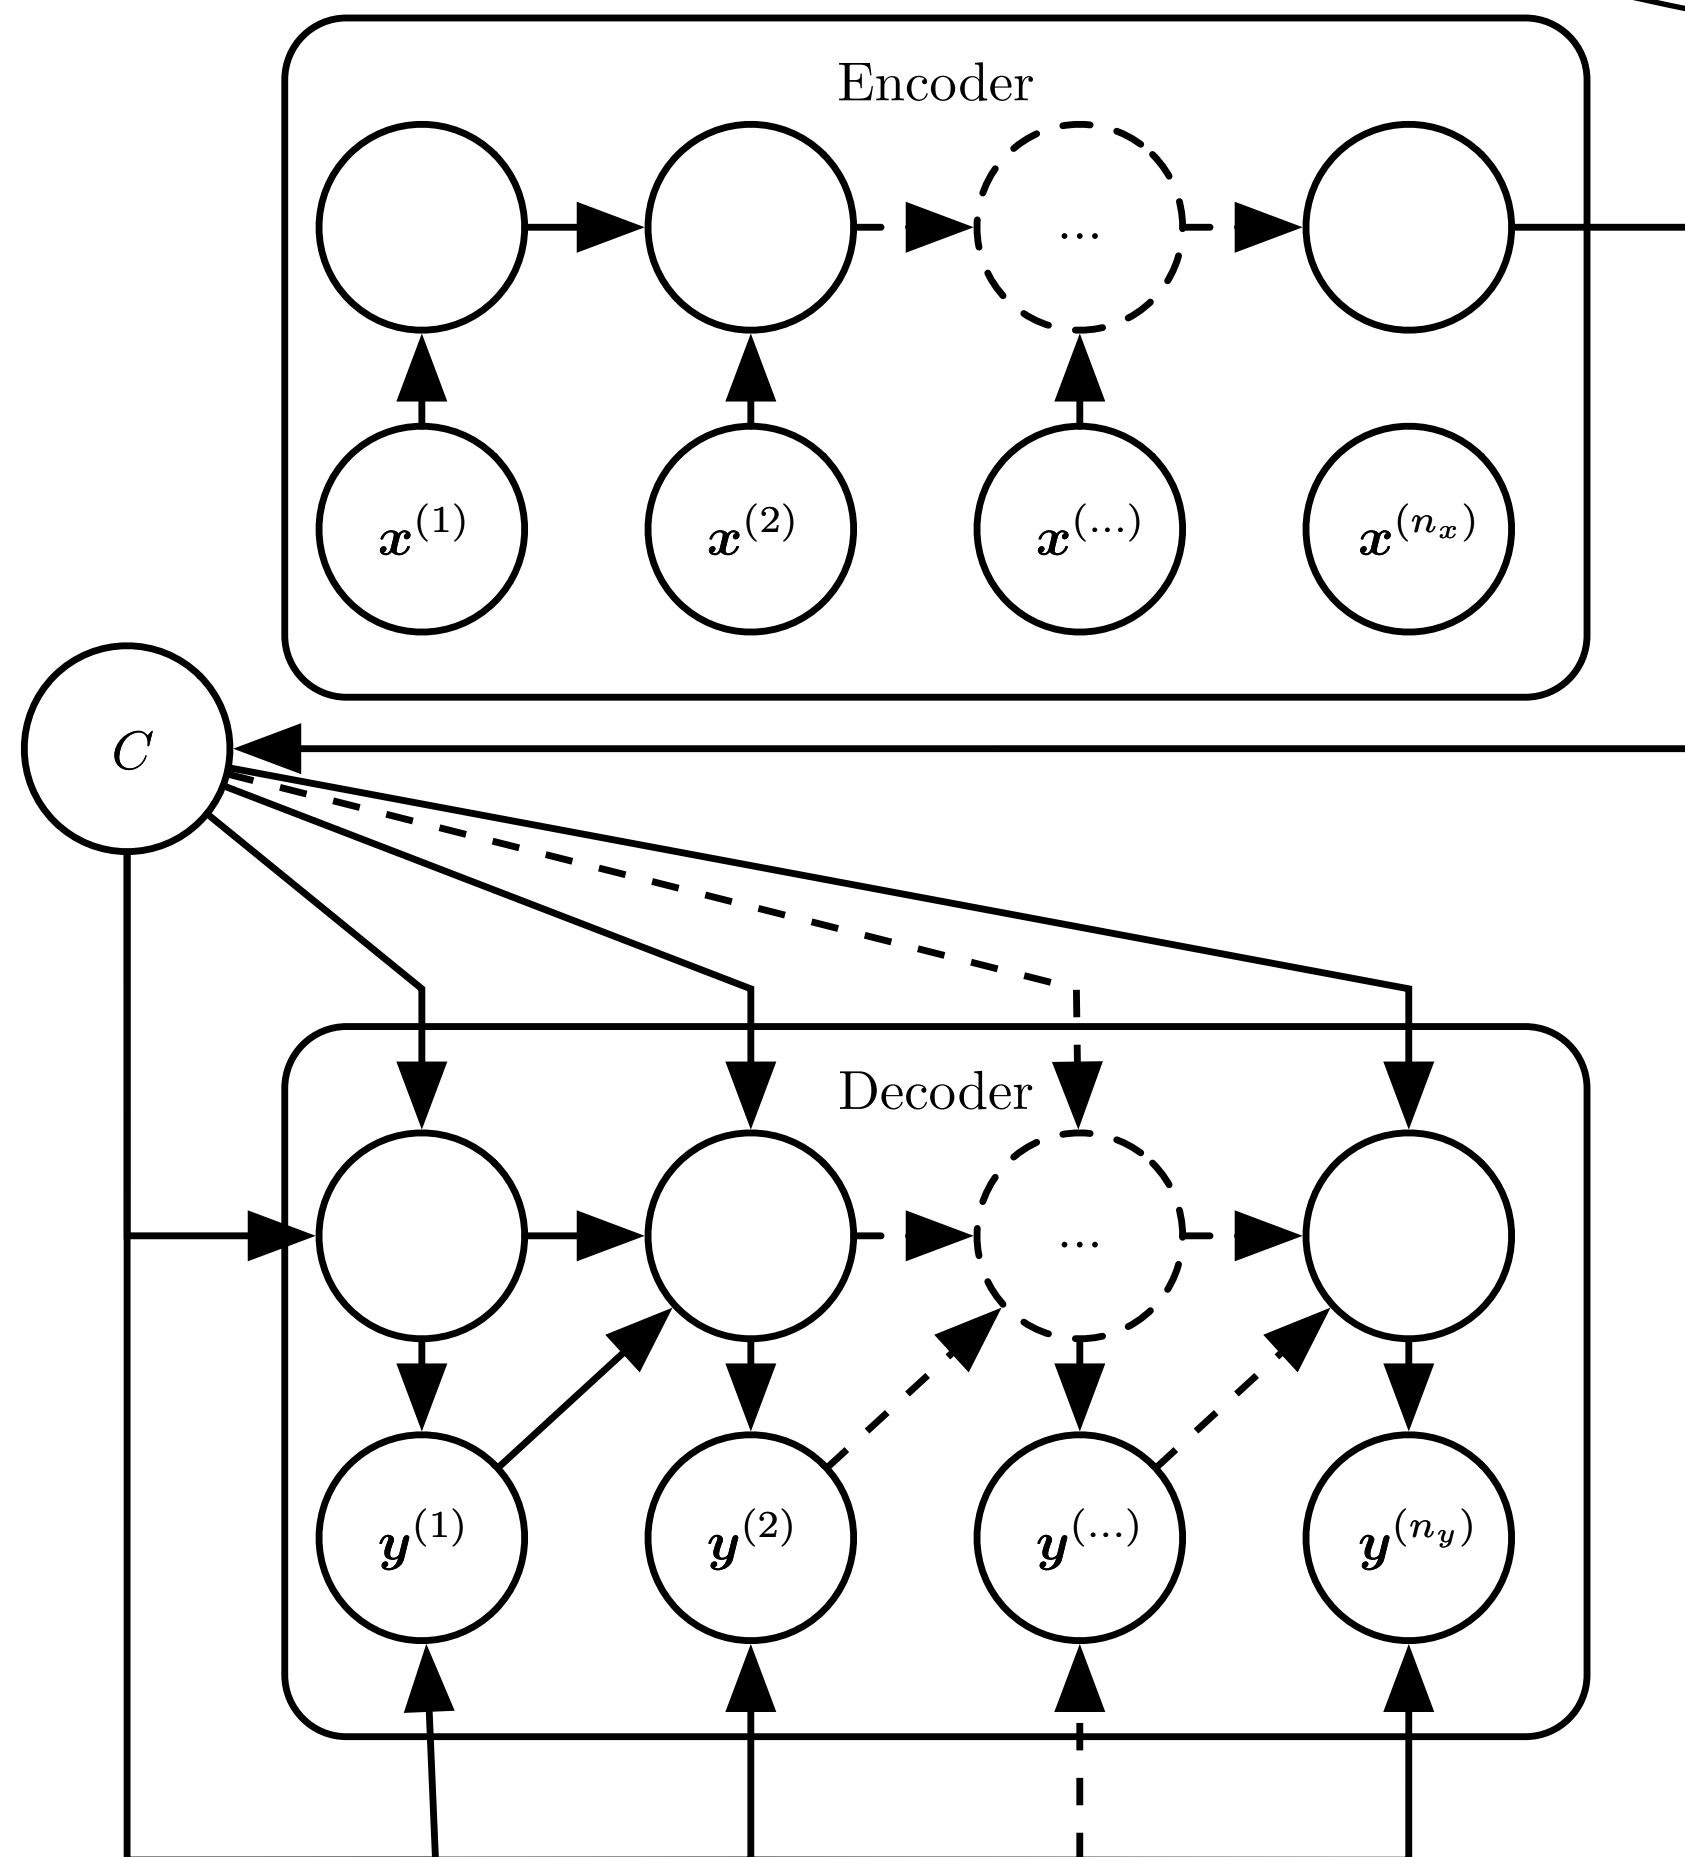 Encoder
...
x^(1) x^(2) x^(...) x^(n_x)
C
Decoder
...
y^(1) y^(2) y^(...) y^(n_y)